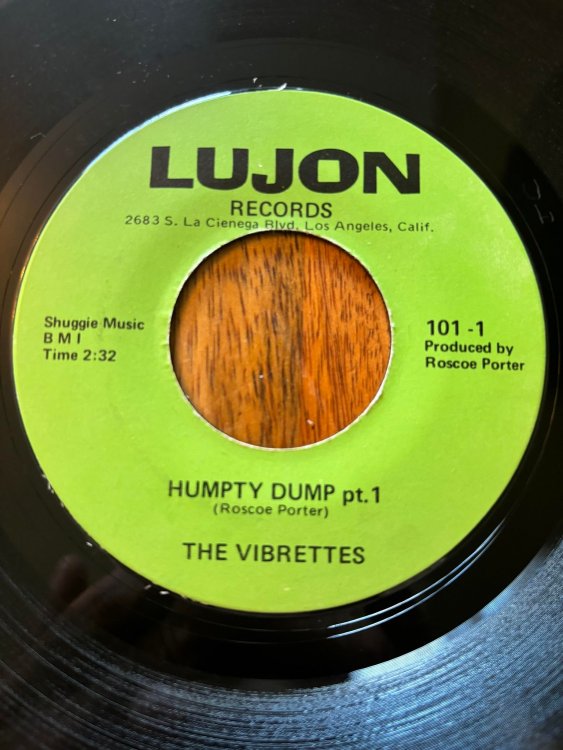 LUJON
RECORDS
2683 S. La Cienega Blvd. Los Angeles, Calif.
Shuggie Music
B M I
Time 2:32
101 -1
Produced by
Roscoe Porter
HUMPTY DUMP pt.1
(Roscoe Porter)
THE VIBRETTES